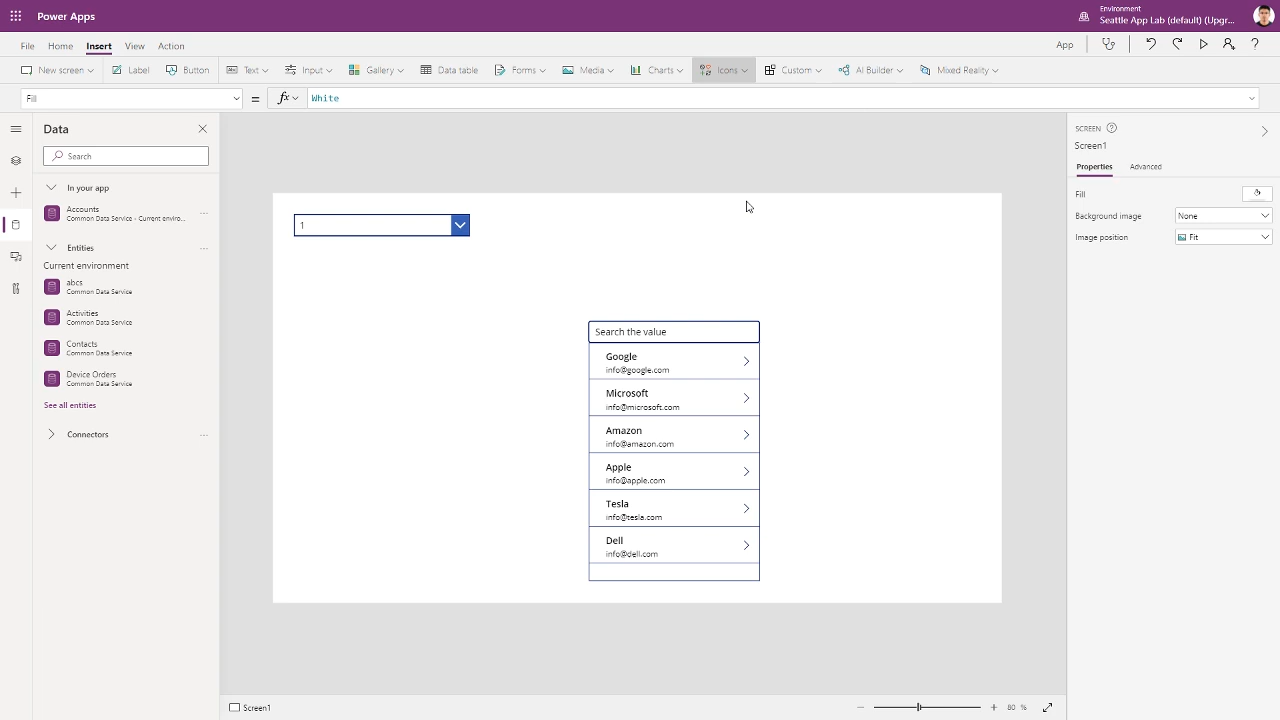 Power Apps
Environment
Seattle App Lab (default) (Upgr...
File Home Insert View Action App
New screen Label Button Text Input Gallery Data table Forms Media Charts Icons Custom AI Builder Mixed Reality
Fill = fx White
Data
Search
In your app
Accounts
Common Data Service - Current enviro...
Entities
Current environment
abcs
Common Data Service
Activities
Common Data Service
Contacts
Common Data Service
Device Orders
Common Data Service
See all entities
Connectors
1
Search the value
Google
info@google.com
Microsoft
info@microsoft.com
Amazon
info@amazon.com
Apple
info@apple.com
Tesla
info@tesla.com
Dell
info@dell.com
SCREEN
Screen1
Properties Advanced
Fill
Background image None
Image position Fit
Screen1
80 %